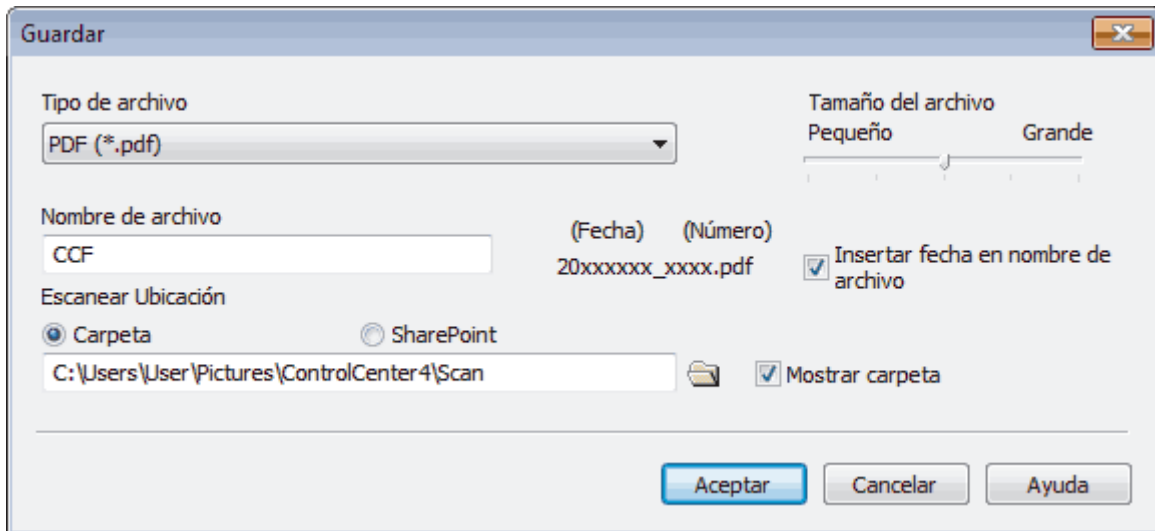 Guardar
Tipo de archivo
PDF (*.pdf)
Tamaño del archivo
Pequeño Grande
Nombre de archivo
CCF
(Fecha) (Número)
20xxxxxx_xxxx.pdf
Insertar fecha en nombre de
archivo
Escanear Ubicación
Carpeta SharePoint
C:\Users\User\Pictures\ControlCenter4\Scan
Mostrar carpeta
Aceptar Cancelar Ayuda